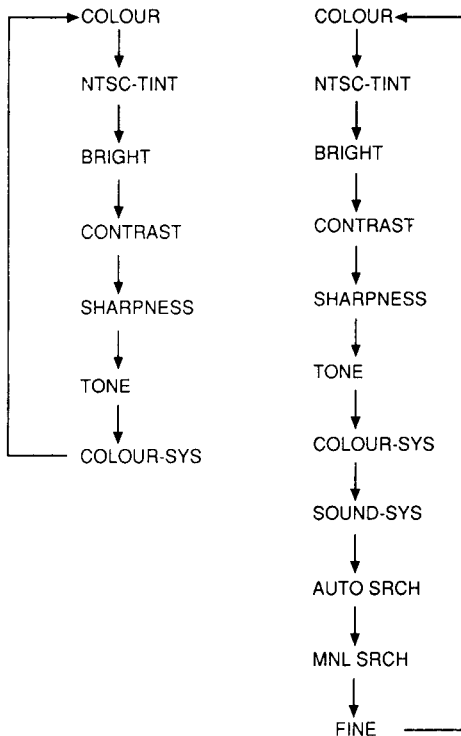 COLOUR
NTSC-TINT
BRIGHT
CONTRAST
SHARPNESS
TONE
COLOUR-SYS
COLOUR
NTSC-TINT
BRIGHT
CONTRAST
SHARPNESS
TONE
COLOUR-SYS
SOUND-SYS
AUTO SRCH
MNL SRCH
FINE